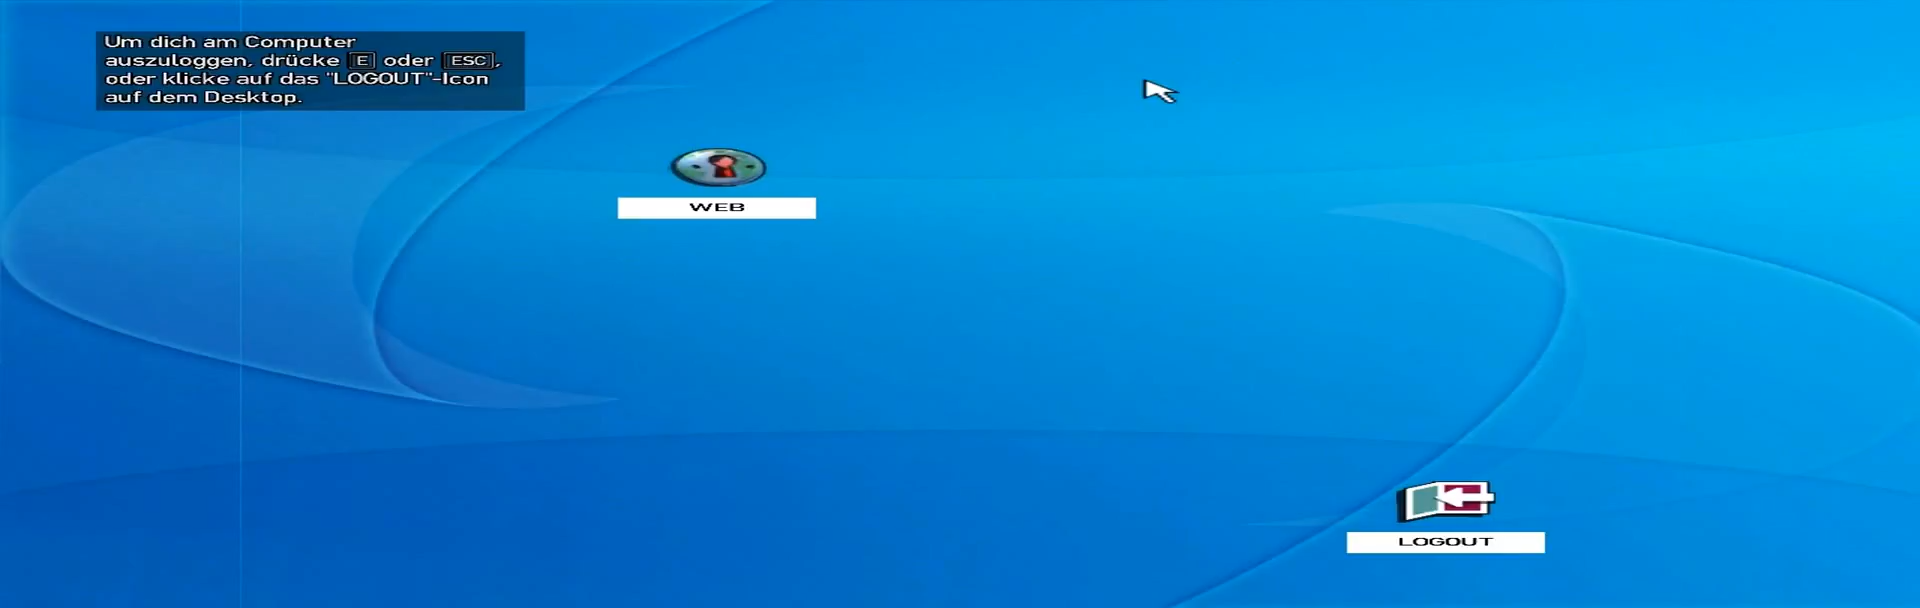 Um dich am Computer
auszuloggen, drücke E oder ESC,
oder klicke auf das "LOGOUT"-Icon
auf dem Desktop.
WEB
LOGOUT